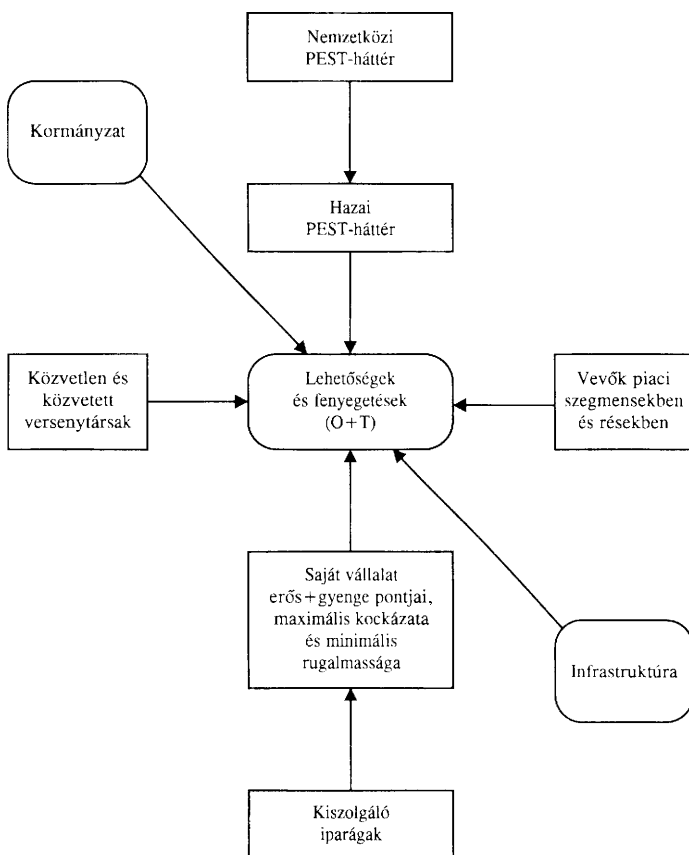 Nemzetközi
PEST-háttér
Kormányzat
Hazai
PEST-háttér
Közvetlen és
közvetett
versenytársak
Lehetőségek
és fenyegetések
(O+T)
Vevők piaci
szegmensekben
és résekben
Saját vállalat
erős+gyenge pontjai,
maximális kockázata
és minimális
rugalmassága
Infrastruktúra
Kiszolgáló
iparágak